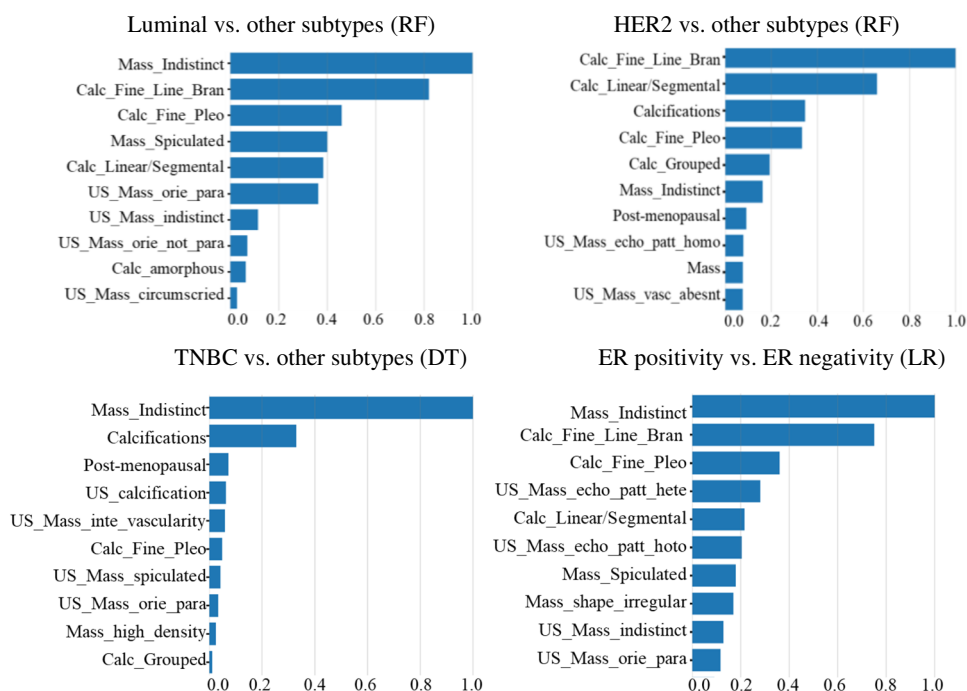 Luminal vs. other subtypes (RF)
Mass_Indistinct
Calc_Fine_Line_Bran
Calc_Fine_Pleo
Mass_Spiculated
Calc_Linear/Segmental
US_Mass_orie_para
US_Mass_indistinct
US_Mass_orie_not_para
Calc_amorphous
US_Mass_circumscried
0.0 0.2 0.4 0.6 0.8 1.0
HER2 vs. other subtypes (RF)
Calc_Fine_Line_Bran
Calc_Linear/Segmental
Calcifications
Calc_Fine_Pleo
Calc_Grouped
Mass_Indistinct
Post-menopausal
US_Mass_echo_patt_homo
Mass
US_Mass_vasc_abesnt
0.0 0.2 0.4 0.6 0.8 1.0
TNBC vs. other subtypes (DT)
Mass_Indistinct
Calcifications
Post-menopausal
US_calcification
US_Mass_inte_vascularity
Calc_Fine_Pleo
US_Mass_spiculated
US_Mass_orie_para
Mass_high_density
Calc_Grouped
0.0 0.2 0.4 0.6 0.8 1.0
ER positivity vs. ER negativity (LR)
Mass_Indistinct
Calc_Fine_Line_Bran
Calc_Fine_Pleo
US_Mass_echo_patt_hete
Calc_Linear/Segmental
US_Mass_echo_patt_hoto
Mass_Spiculated
Mass_shape_irregular
US_Mass_indistinct
US_Mass_orie_para
0.0 0.2 0.4 0.6 0.8 1.0